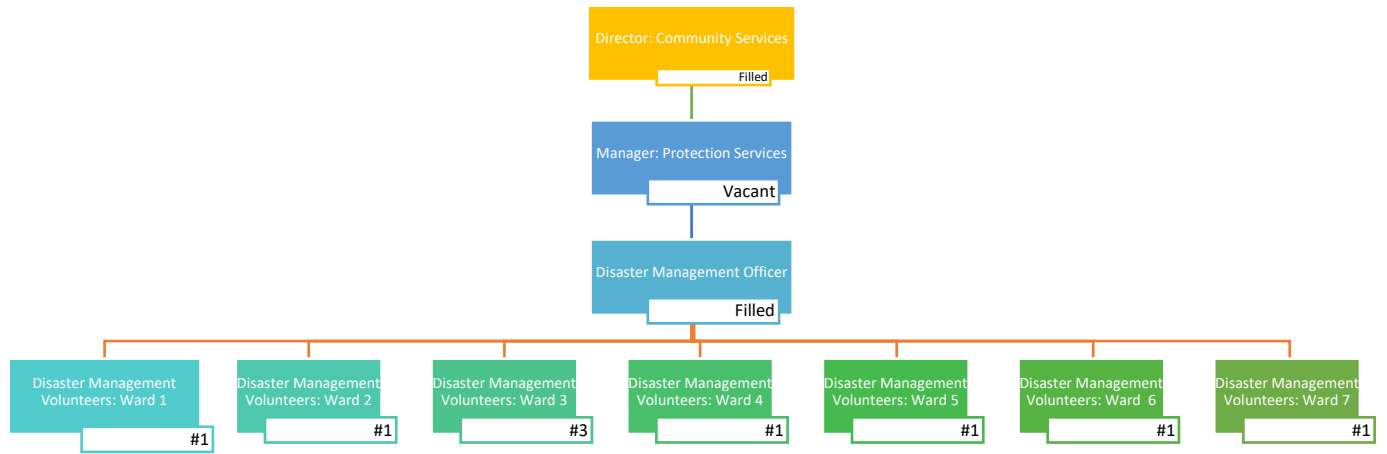 Director: Community Services
Filled
Manager: Protection Services
Vacant
Disaster Management Officer
Filled
Disaster Management
Volunteers: Ward 1
#1
Disaster Management
Volunteers: Ward 2
#1
Disaster Management
Volunteers: Ward 3
#3
Disaster Management
Volunteers: Ward 4
#1
Disaster Management
Volunteers: Ward 5
#1
Disaster Management
Volunteers: Ward  6
#1
Disaster Management
Volunteers: Ward 7
#1